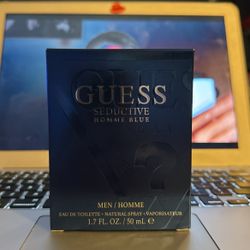 GUESS
SEDUCTIVE
HOMME BLUE
MEN / HOMME
EAU DE TOILETTE • NATURAL SPRAY • VAPORISATEUR
1.7 FL. OZ. / 50 mL e